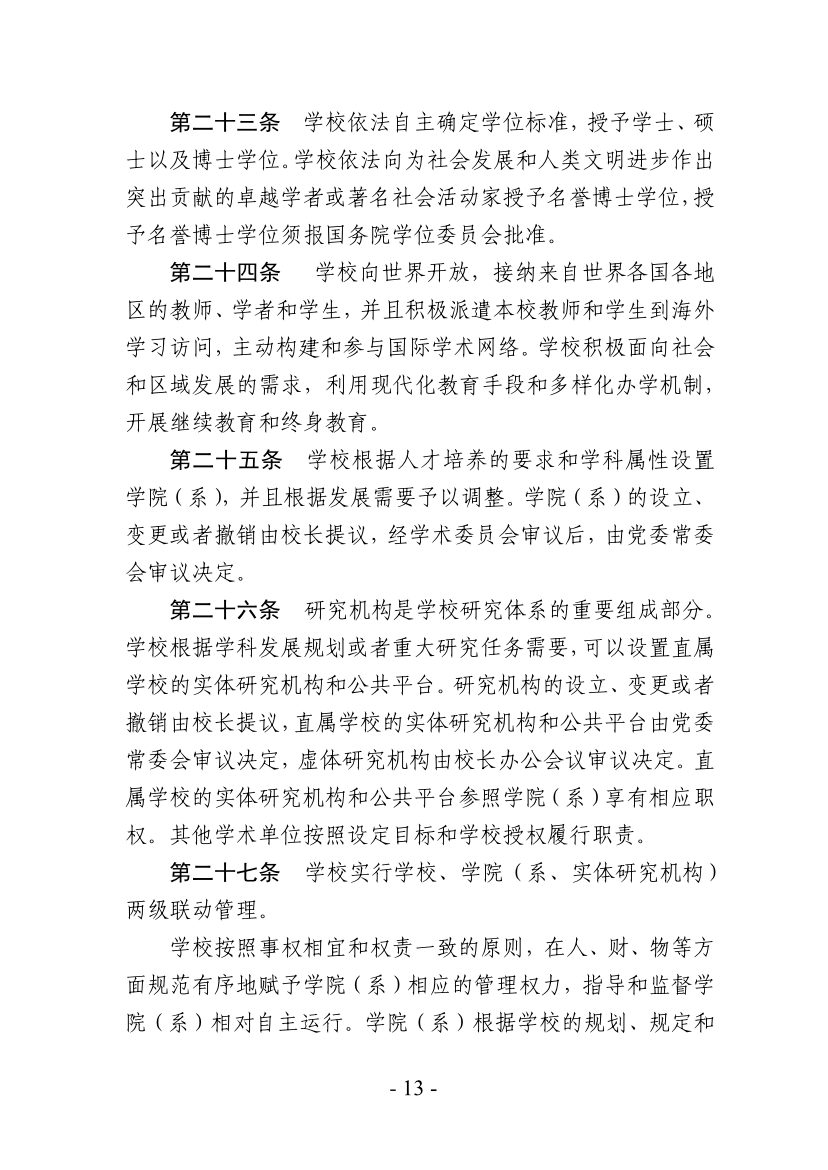 第二十三条　学校依法自主确定学位标准，授予学士、硕
士以及博士学位。学校依法向为社会发展和人类文明进步作出
突出贡献的卓越学者或著名社会活动家授予名誉博士学位，授
予名誉博士学位须报国务院学位委员会批准。
第二十四条　学校向世界开放，接纳来自世界各国各地
区的教师、学者和学生，并且积极派遣本校教师和学生到海外
学习访问，主动构建和参与国际学术网络。学校积极面向社会
和区域发展的需求，利用现代化教育手段和多样化办学机制，
开展继续教育和终身教育。
第二十五条　学校根据人才培养的要求和学科属性设置
学院（系），并且根据发展需要予以调整。学院（系）的设立、
变更或者撤销由校长提议，经学术委员会审议后，由党委常委
会审议决定。
第二十六条　研究机构是学校研究体系的重要组成部分。
学校根据学科发展规划或者重大研究任务需要，可以设置直属
学校的实体研究机构和公共平台。研究机构的设立、变更或者
撤销由校长提议，直属学校的实体研究机构和公共平台由党委
常委会审议决定，虚体研究机构由校长办公会议审议决定。直
属学校的实体研究机构和公共平台参照学院（系）享有相应职
权。其他学术单位按照设定目标和学校授权履行职责。
第二十七条　学校实行学校、学院（系、实体研究机构）
两级联动管理。
学校按照事权相宜和权责一致的原则，在人、财、物等方
面规范有序地赋予学院（系）相应的管理权力，指导和监督学
院（系）相对自主运行。学院（系）根据学校的规划、规定和
- 13 -